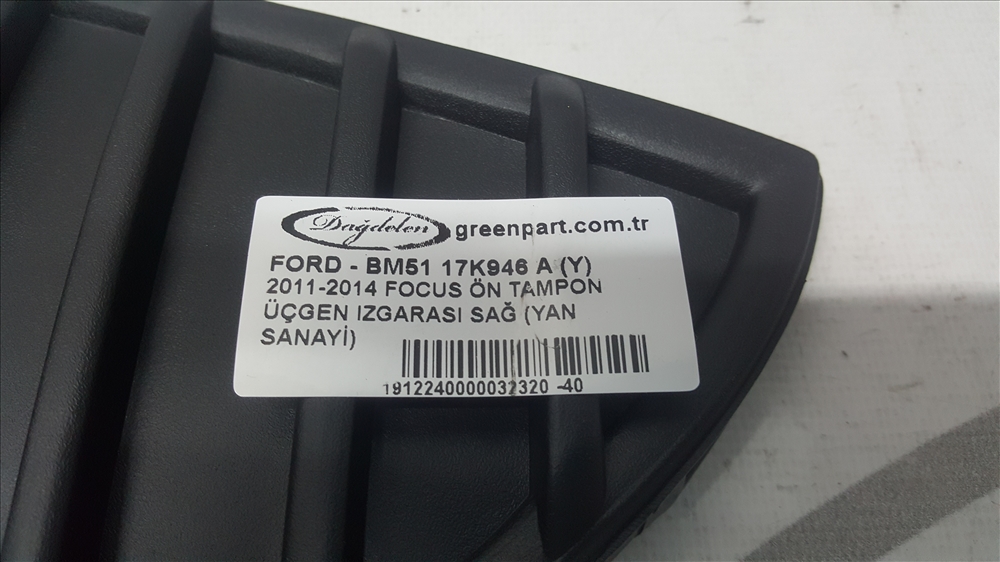 Dağdelen greenpart.com.tr
FORD - BM51 17K946 A (Y)
2011-2014 FOCUS ÖN TAMPON
ÜÇGEN IZGARASI SAĞ (YAN
SANAYİ)
1912240000032320 -40